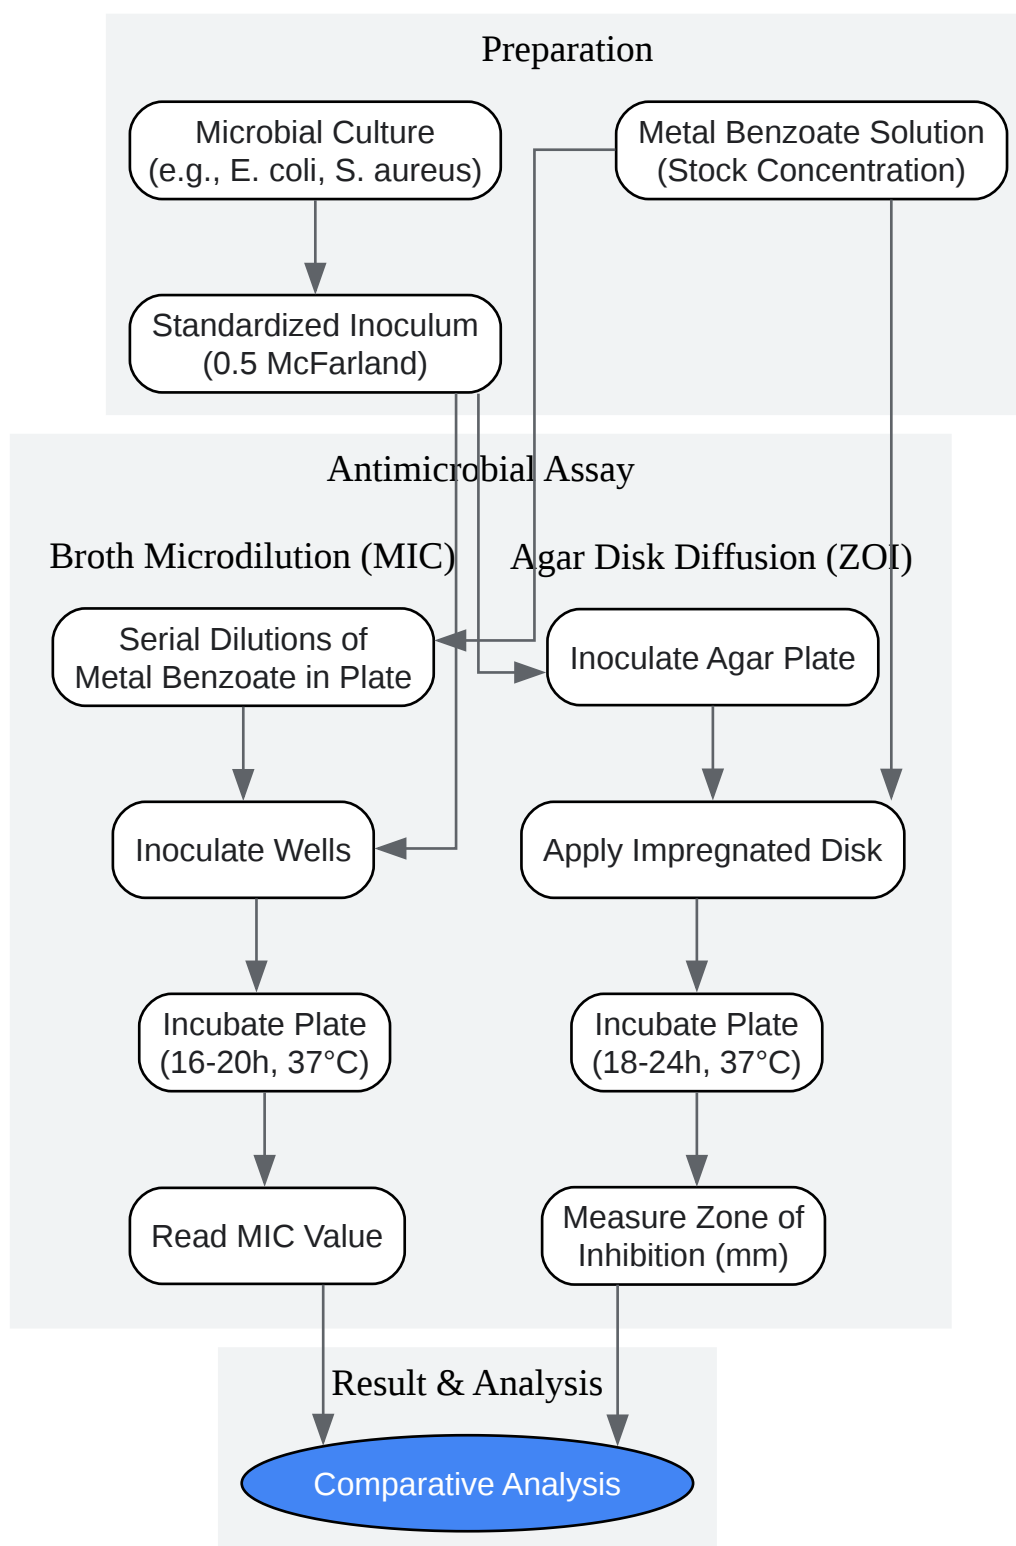 Preparation
Microbial Culture
(e.g., E. coli, S. aureus)
Metal Benzoate Solution
(Stock Concentration)
Standardized Inoculum
(0.5 McFarland)
Antimicrobial Assay
Broth Microdilution (MIC)
Agar Disk Diffusion (ZOI)
Serial Dilutions of
Metal Benzoate in Plate
Inoculate Agar Plate
Inoculate Wells
Apply Impregnated Disk
Incubate Plate
(16-20h, 37°C)
Incubate Plate
(18-24h, 37°C)
Read MIC Value
Measure Zone of
Inhibition (mm)
Result & Analysis
Comparative Analysis